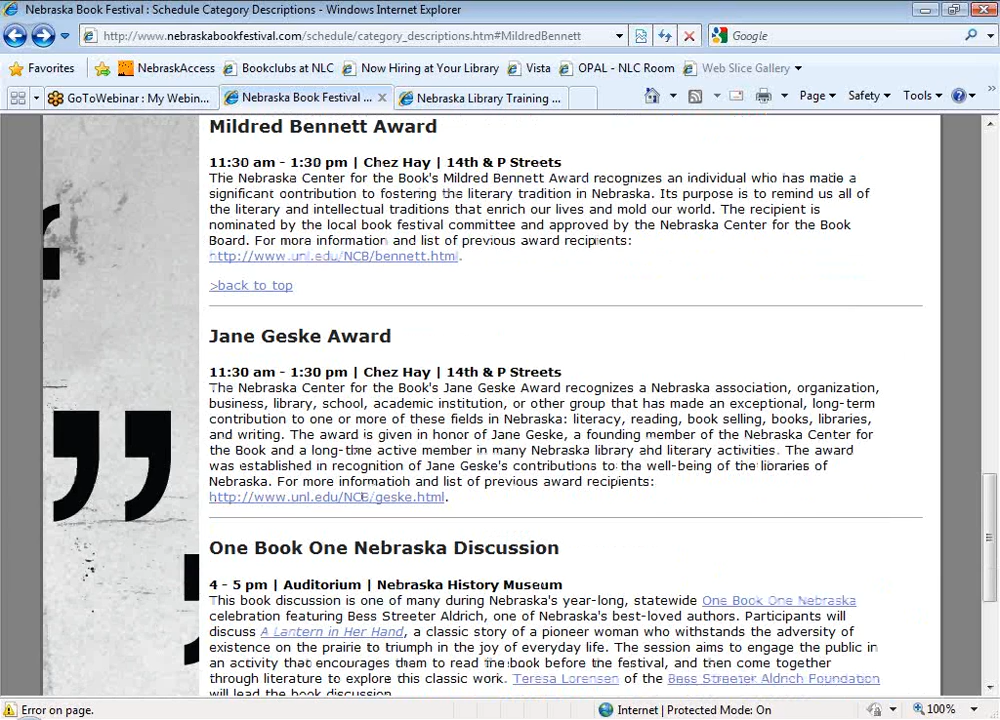 Nebraska Book Festival : Schedule Category Descriptions - Windows Internet Explorer
http://www.nebraskabookfestival.com/schedule/category_descriptions.htm#MildredBennett
Google
Favorites NebraskAccess Bookclubs at NLC Now Hiring at Your Library Vista OPAL - NLC Room Web Slice Gallery
GoToWebinar : My Webin... Nebraska Book Festival ... Nebraska Library Training ... Page Safety Tools
Mildred Bennett Award
11:30 am - 1:30 pm | Chez Hay | 14th & P Streets
The Nebraska Center for the Book's Mildred Bennett Award recognizes an individual who has made a
significant contribution to fostering the literary tradition in Nebraska. Its purpose is to remind us all of
the literary and intellectual traditions that enrich our lives and mold our world. The recipient is
nominated by the local book festival committee and approved by the Nebraska Center for the Book
Board. For more information and list of previous award recipients:
http://www.unl.edu/NCB/bennett.html.
>back to top
Jane Geske Award
11:30 am - 1:30 pm | Chez Hay | 14th & P Streets
The Nebraska Center for the Book's Jane Geske Award recognizes a Nebraska association, organization,
business, library, school, academic institution, or other group that has made an exceptional, long-term
contribution to one or more of these fields in Nebraska: literacy, reading, book selling, books, libraries,
and writing. The award is given in honor of Jane Geske, a founding member of the Nebraska Center for
the Book and a long-time active member in many Nebraska library and literary activities. The award
was established in recognition of Jane Geske's contributions to the well-being of the libraries of
Nebraska. For more information and list of previous award recipients:
http://www.unl.edu/NCB/geske.html.
One Book One Nebraska Discussion
4 - 5 pm | Auditorium | Nebraska History Museum
This book discussion is one of many during Nebraska's year-long, statewide One Book One Nebraska
celebration featuring Bess Streeter Aldrich, one of Nebraska's best-loved authors. Participants will
discuss A Lantern in Her Hand, a classic story of a pioneer woman who withstands the adversity of
existence on the prairie to triumph in the joy of everyday life. The session aims to engage the public in
an activity that encourages them to read the book before the festival, and then come together
through literature to explore this classic work. Teresa Lorensen of the Bess Streeter Aldrich Foundation
will lead the book discussion.
Error on page. Internet | Protected Mode: On 100%